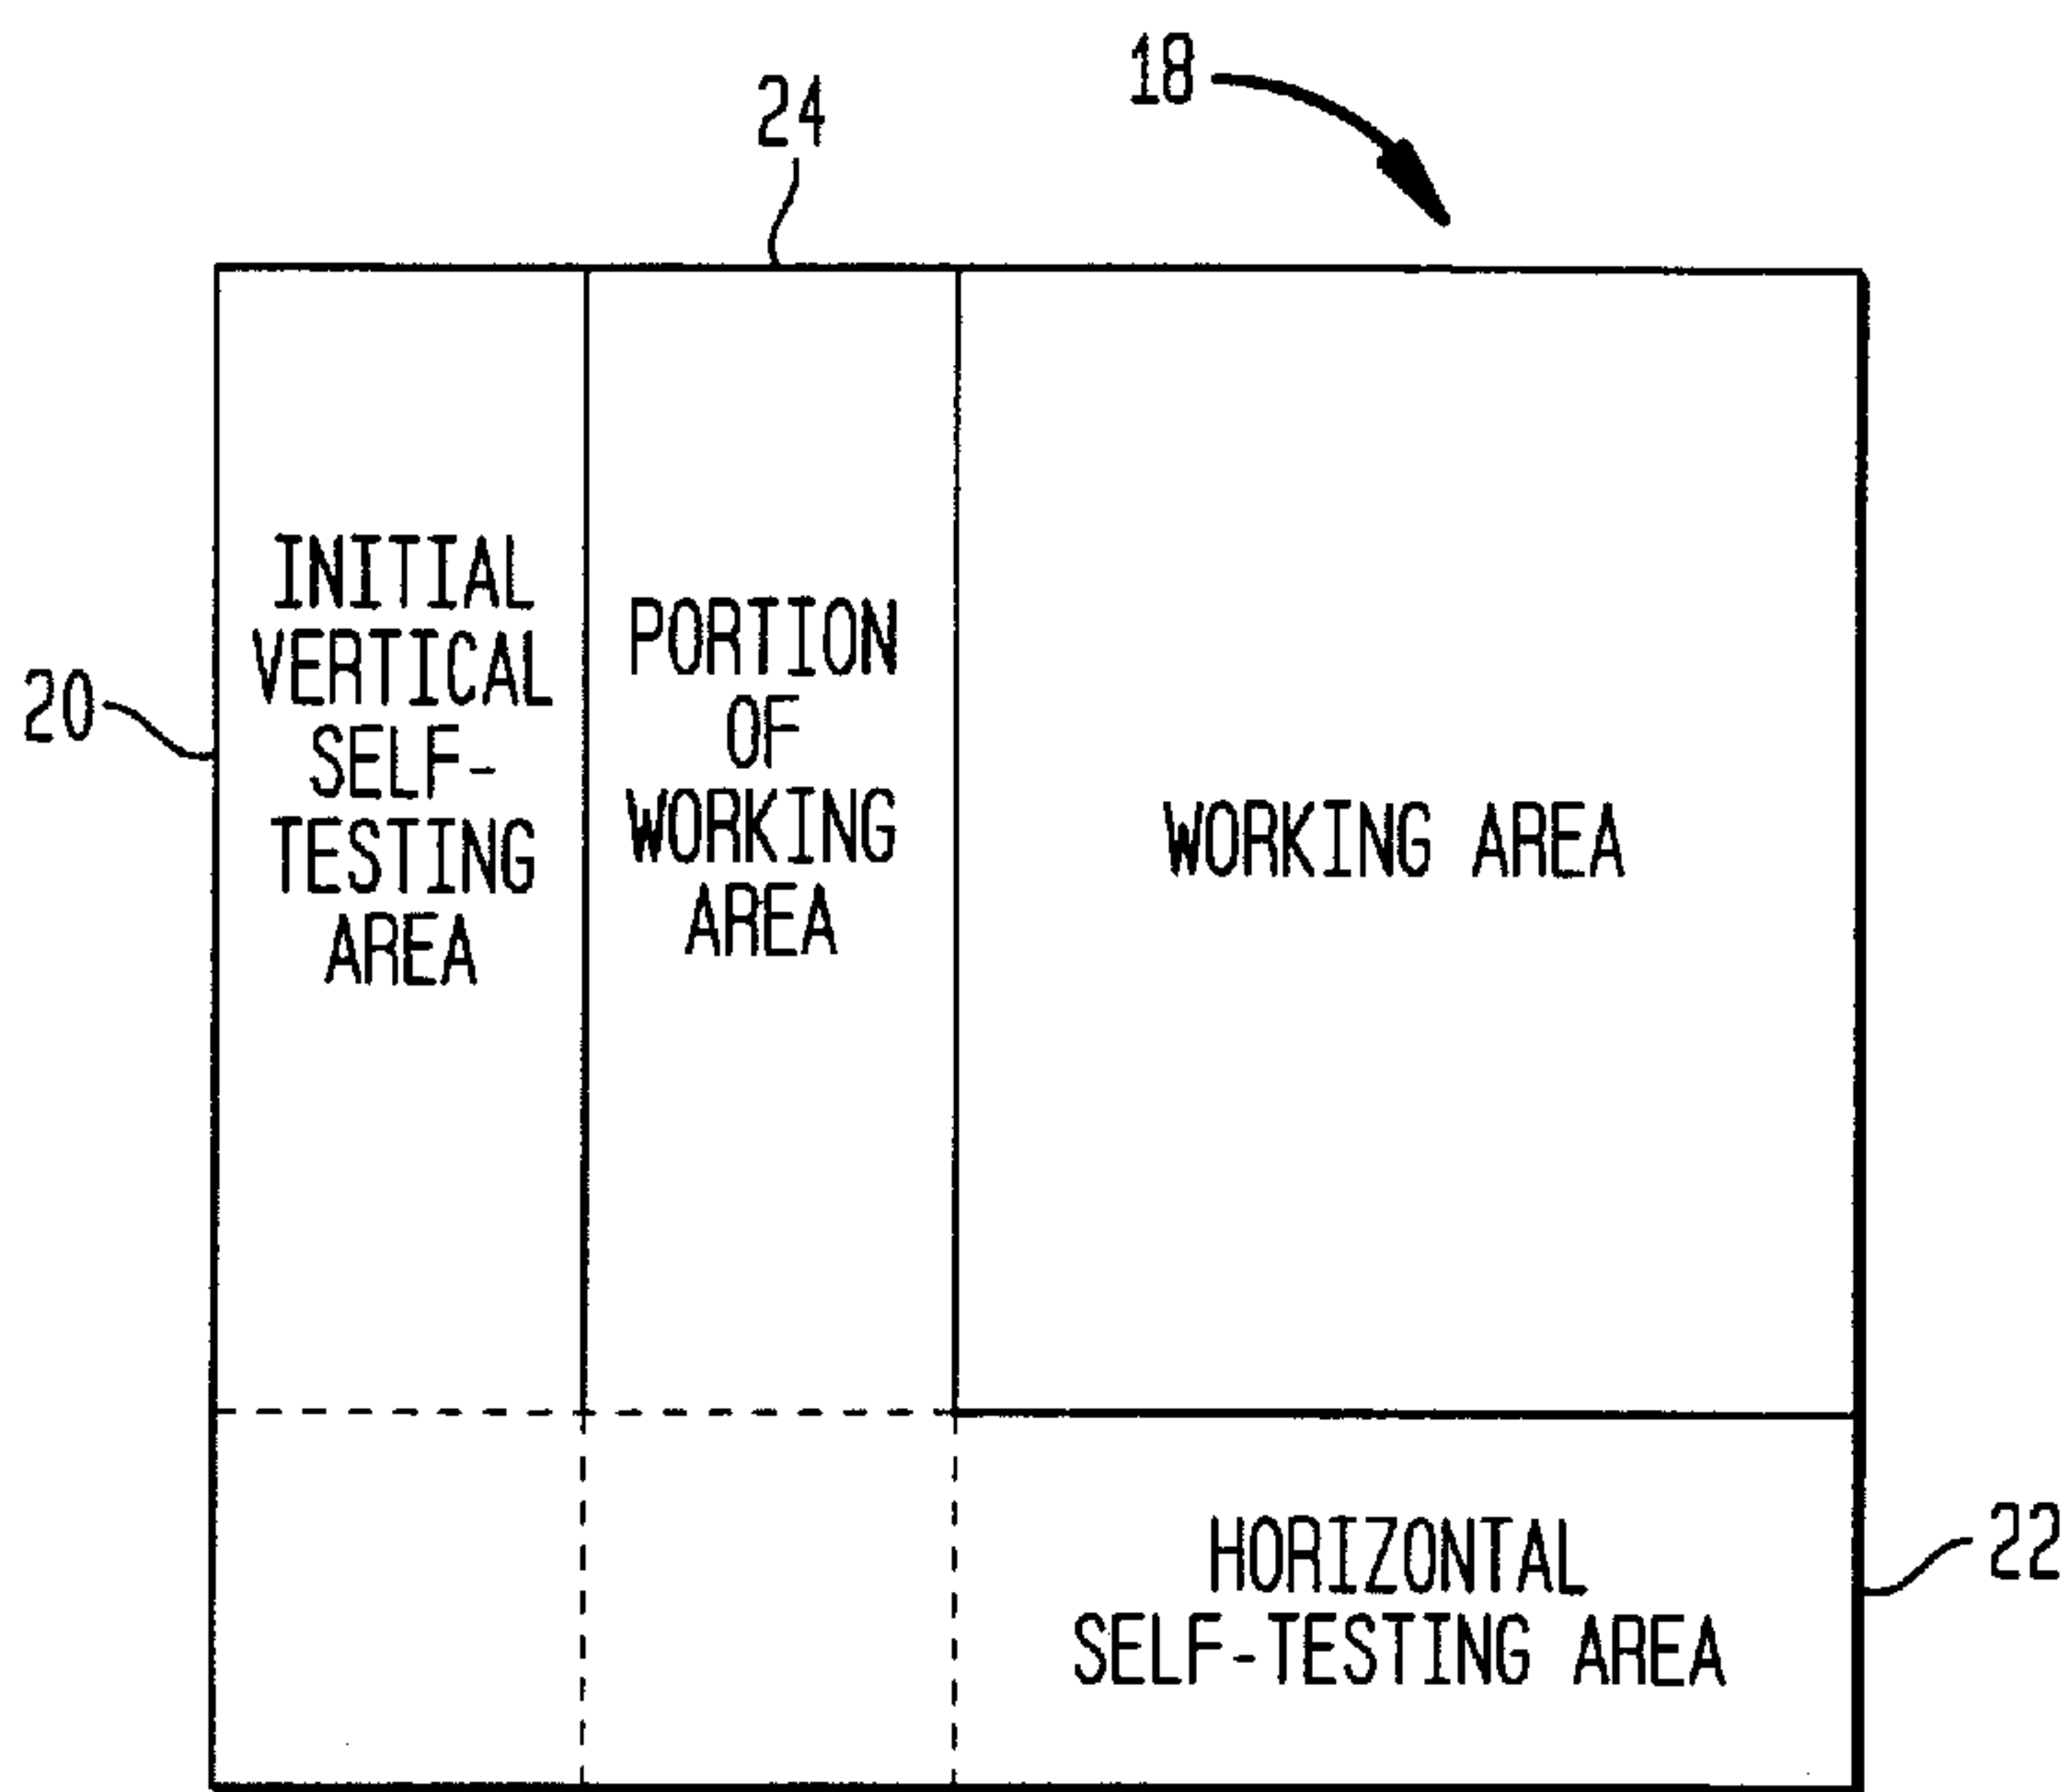 18
24
INITIAL
VERTICAL
SELF-
TESTING
AREA
20
PORTION
OF
WORKING
AREA
WORKING AREA
HORIZONTAL
SELF-TESTING AREA
22